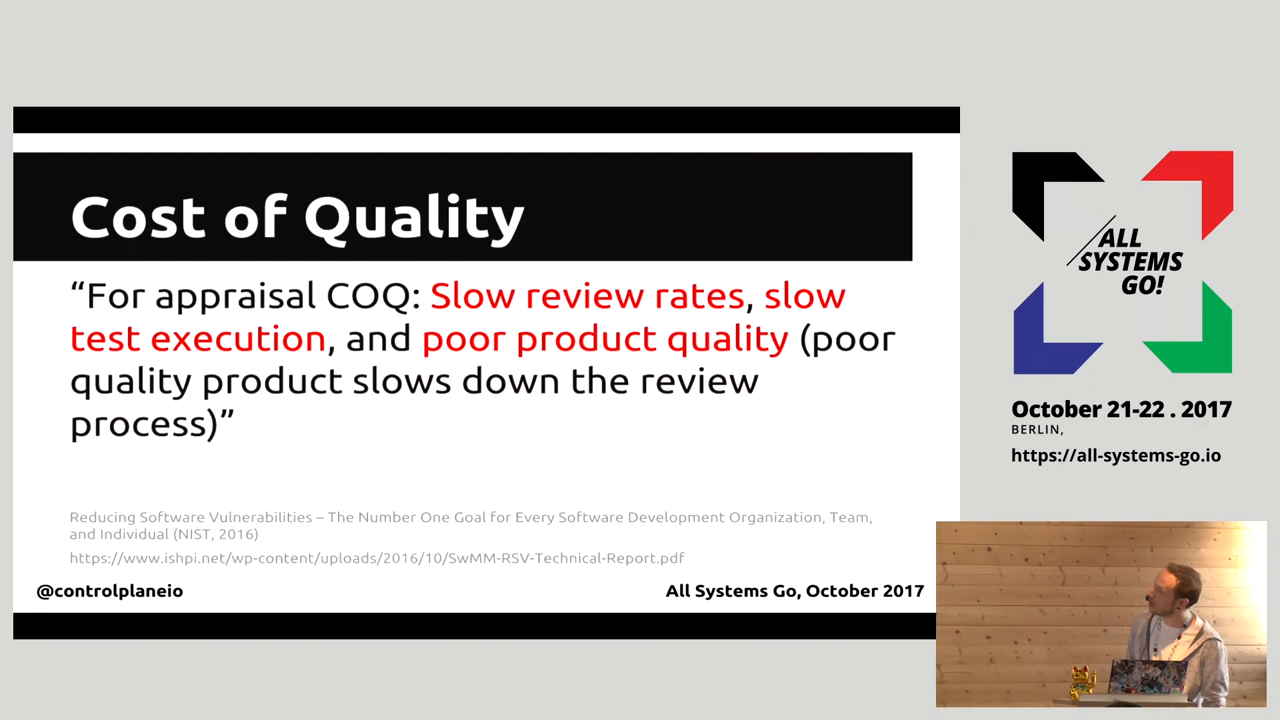 Cost of Quality
“For appraisal COQ: Slow review rates, slow
test execution, and poor product quality (poor
quality product slows down the review
process)”
Reducing Software Vulnerabilities – The Number One Goal for Every Software Development Organization, Team,
and Individual (NIST, 2016)
https://www.ishpi.net/wp-content/uploads/2016/10/SwMM-RSV-Technical-Report.pdf
@controlplaneio
All Systems Go, October 2017
ALL
SYSTEMS
GO!
October 21-22 . 2017
BERLIN,
https://all-systems-go.io